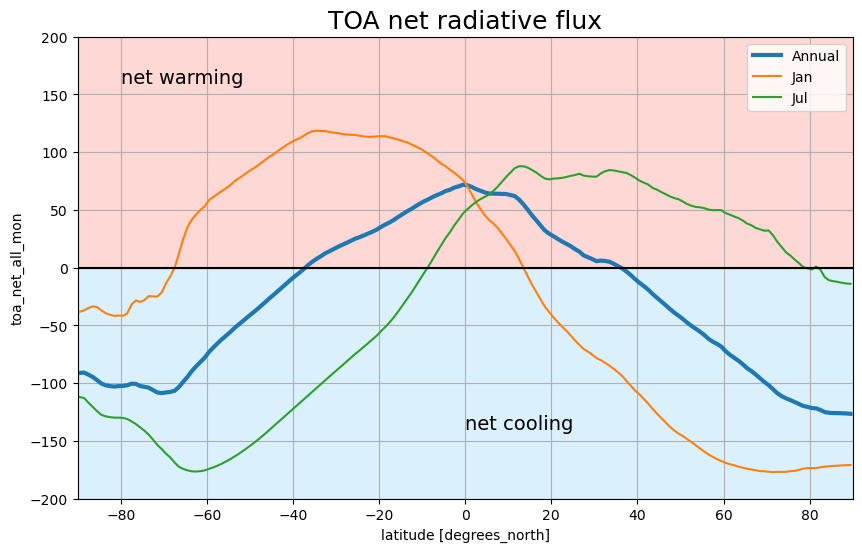 TOA net radiative flux
200
150
100
50
0
−50
−100
−150
−200
toa_net_all_mon
net warming
net cooling
Annual
Jan
Jul
−80 −60 −40 −20 0 20 40 60 80
latitude [degrees_north]